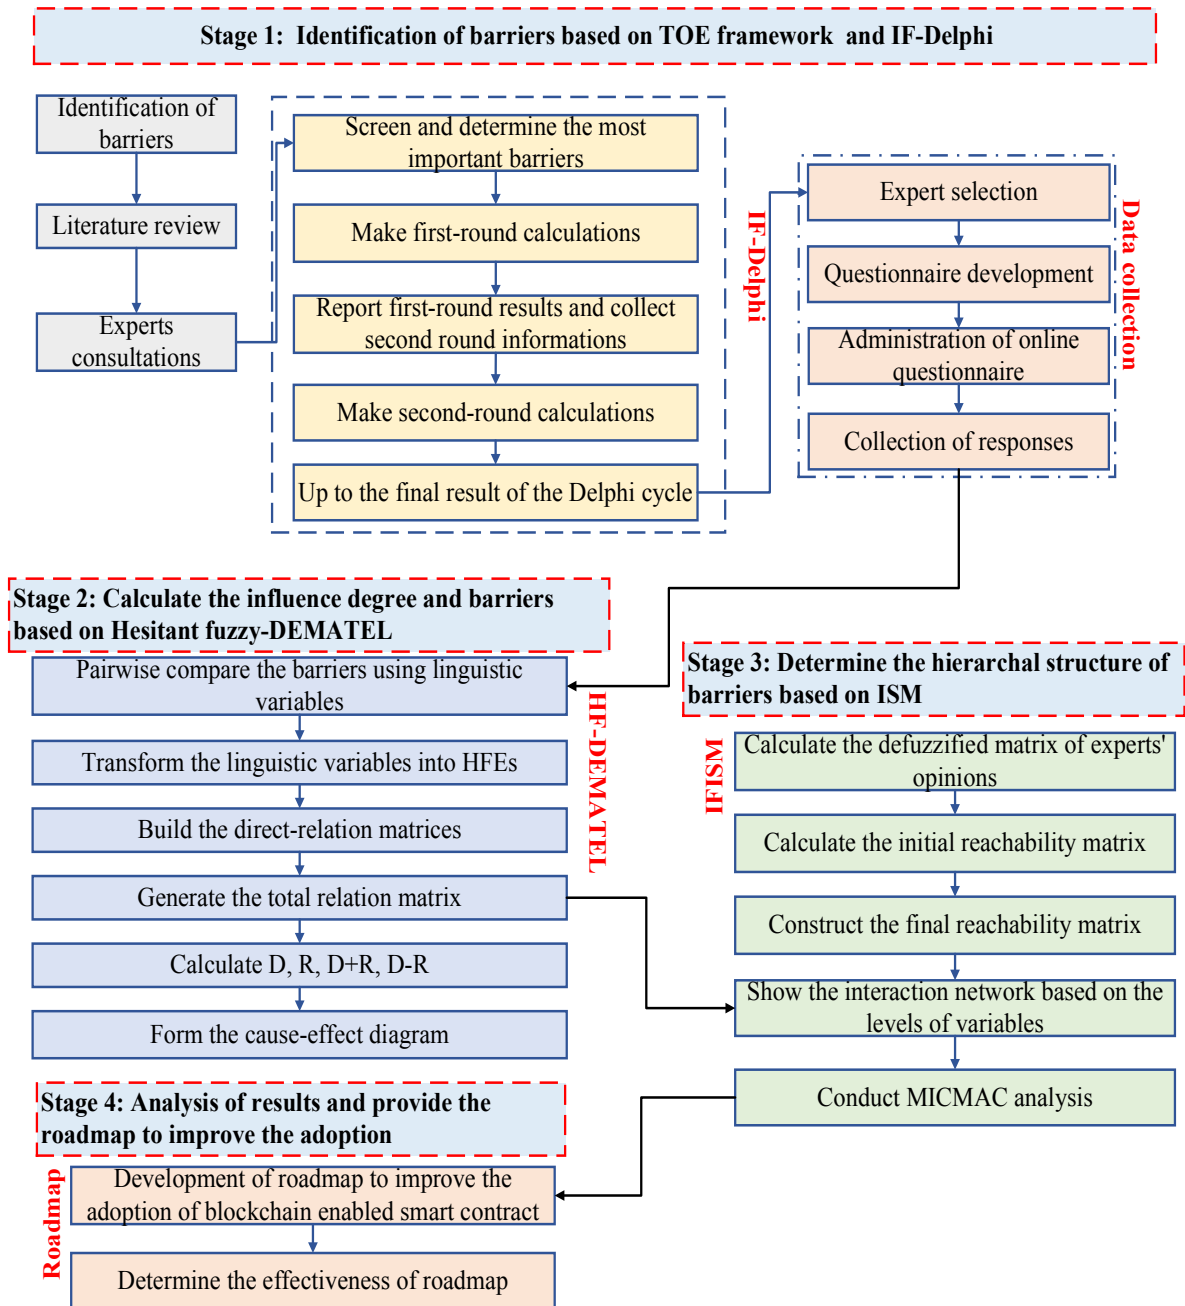 Stage 1:  Identification of barriers based on TOE framework  and IF-Delphi
Identification of
barriers
Literature review
Experts
consultations
Screen and determine the most
important barriers
Make first-round calculations
Report first-round results and collect
second round informations
Make second-round calculations
Up to the final result of the Delphi cycle
IF-Delphi
Expert selection
Questionnaire development
Administration of online
questionnaire
Collection of responses
Data collection
Stage 2: Calculate the influence degree and barriers
based on Hesitant fuzzy-DEMATEL
Pairwise compare the barriers using linguistic
variables
Transform the linguistic variables into HFEs
Build the direct-relation matrices
Generate the total relation matrix
Calculate D, R, D+R, D-R
Form the cause-effect diagram
HF-DEMATEL
Stage 3: Determine the hierarchal structure of
barriers based on ISM
IFISM
Calculate the defuzzified matrix of experts'
opinions
Calculate the initial reachability matrix
Construct the final reachability matrix
Show the interaction network based on the
levels of variables
Conduct MICMAC analysis
Stage 4: Analysis of results and provide the
roadmap to improve the adoption
Roadmap
Development of roadmap to improve the
adoption of blockchain enabled smart contract
Determine the effectiveness of roadmap